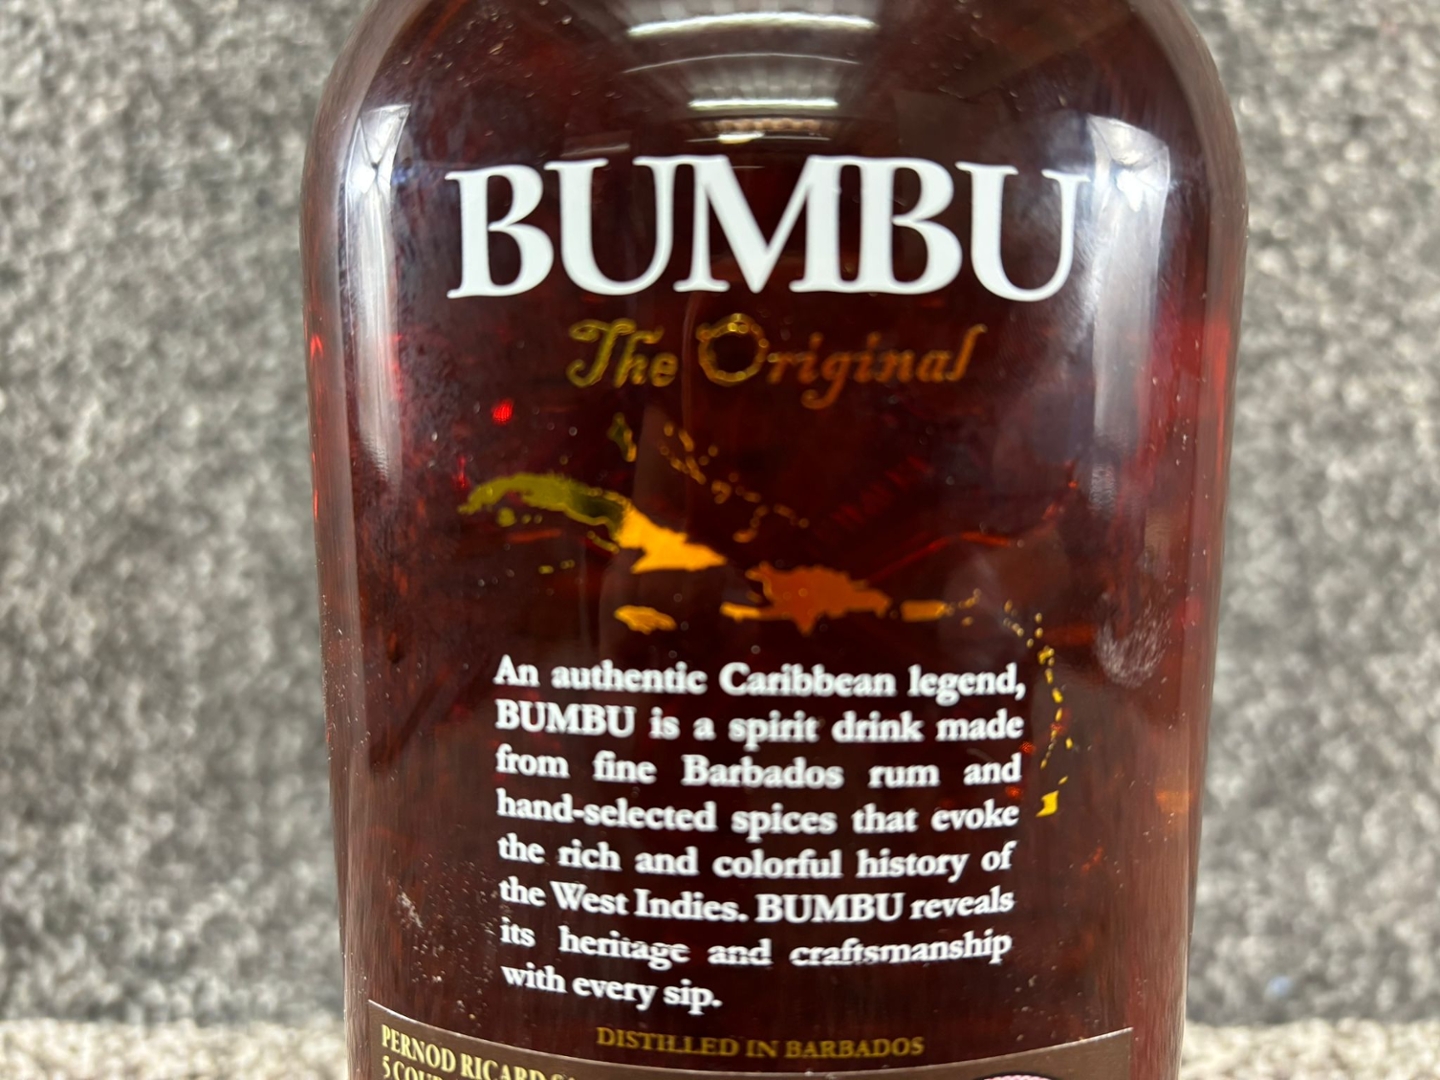 BUMBU
The Original
An authentic Caribbean legend,
BUMBU is a spirit drink made
from fine Barbados rum and
hand-selected spices that evoke
the rich and colorful history of
the West Indies. BUMBU reveals
its heritage and craftsmanship
with every sip.
DISTILLED IN BARBADOS
PERNOD RICARD
5